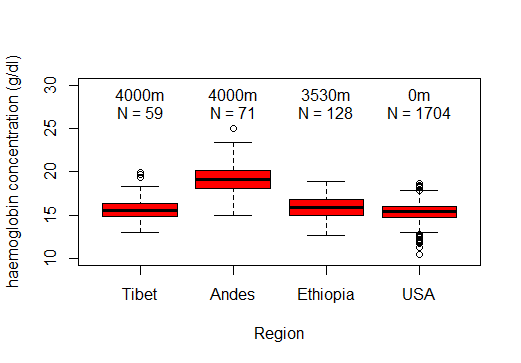 haemoglobin concentration (g/dl)
30
25
20
15
10
4000m 4000m 3530m 0m
N = 59 N = 71 N = 128 N = 1704
Tibet Andes Ethiopia USA
Region